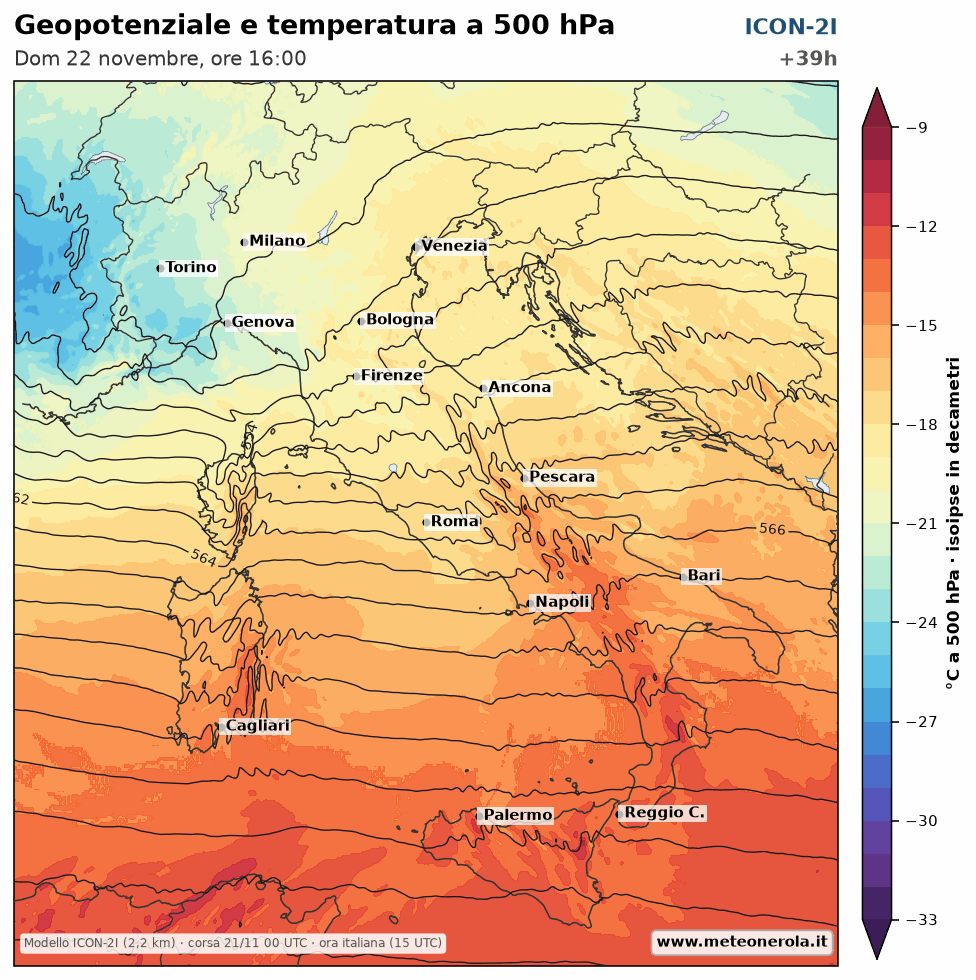 Geopotenziale e temperatura a 500 hPa
ICON-2I
Dom 22 novembre, ore 16:00
+39h
Milano
Venezia
Torino
Genova
Bologna
Firenze
Ancona
554
Pescara
62
Roma
566
564
Bari
Napoli
Cagliari
Palermo
Reggio C.
Modello ICON-2I (2,2 km) · corsa 21/11 00 UTC · ora italiana (15 UTC)
www.meteonerola.it
−9
−12
−15
−18
−21
−24
−27
−30
−33
°C a 500 hPa · isoipse in decametri